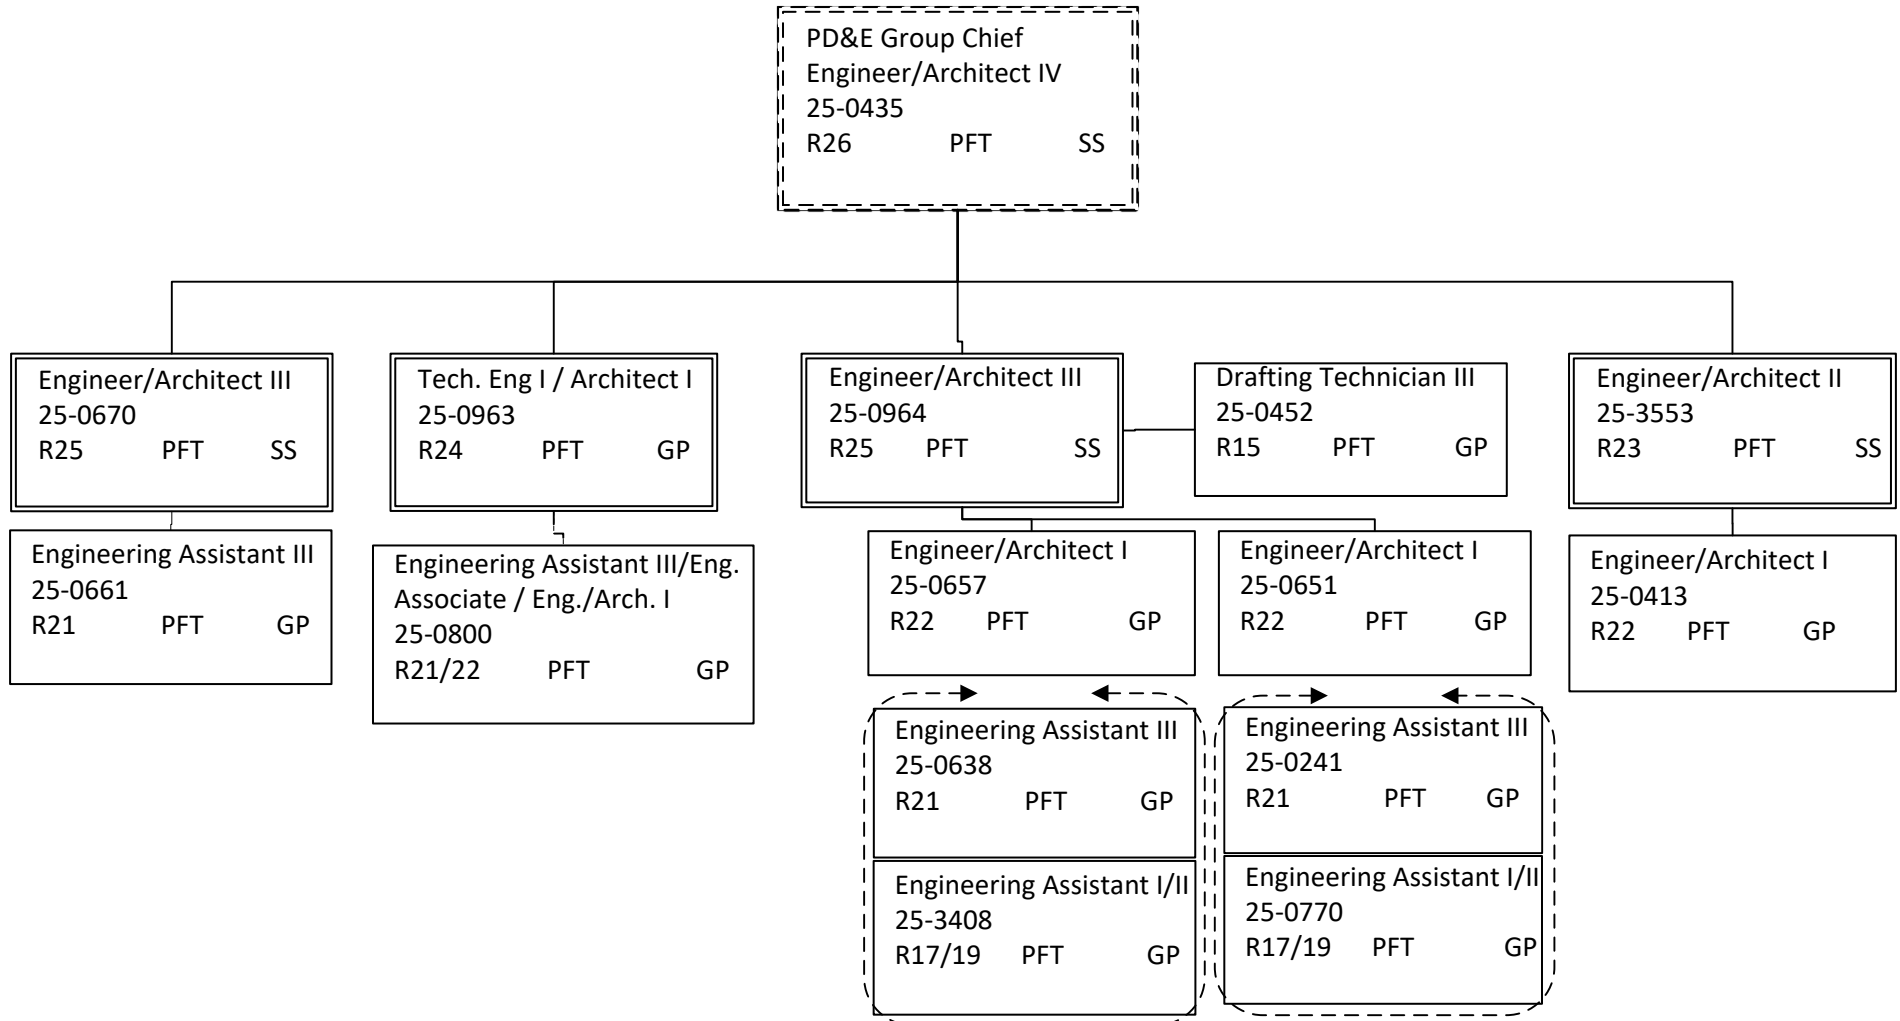 PD&E Group Chief
Engineer/Architect IV
25-0435
R26 PFT SS
Engineer/Architect III
25-0670
R25 PFT SS
Tech. Eng I / Architect I
25-0963
R24 PFT GP
Engineer/Architect III
25-0964
R25 PFT SS
Drafting Technician III
25-0452
R15 PFT GP
Engineer/Architect II
25-3553
R23 PFT SS
Engineering Assistant III
25-0661
R21 PFT GP
Engineering Assistant III/Eng.
Associate / Eng./Arch. I
25-0800
R21/22 PFT GP
Engineer/Architect I
25-0657
R22 PFT GP
Engineer/Architect I
25-0651
R22 PFT GP
Engineer/Architect I
25-0413
R22 PFT GP
Engineering Assistant III
25-0638
R21 PFT GP
Engineering Assistant III
25-0241
R21 PFT GP
Engineering Assistant I/II
25-3408
R17/19 PFT GP
Engineering Assistant I/II
25-0770
R17/19 PFT GP